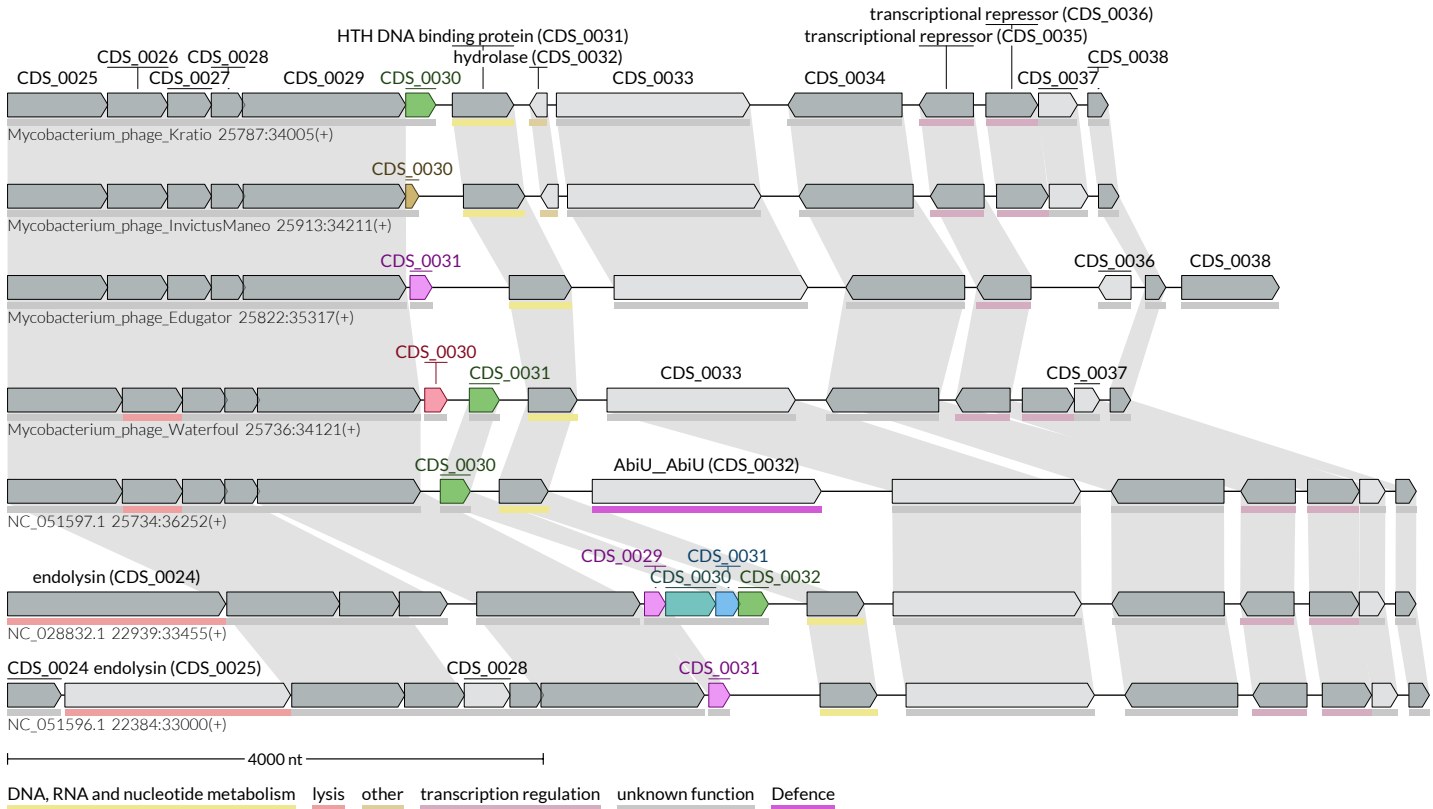 transcriptional repressor (CDS_0036)
HTH DNA binding protein (CDS_0031) transcriptional repressor (CDS_0035)
CDS_0026 CDS_0028 hydrolase (CDS_0032) CDS_0038
CDS_0025 CDS_0027 CDS_0029 CDS_0030 CDS_0033 CDS_0034 CDS_0037
Mycobacterium_phage_Kratio 25787:34005(+)
CDS_0030
Mycobacterium_phage_InvictusManeo 25913:34211(+)
CDS_0031 CDS_0036 CDS_0038
Mycobacterium_phage_Edugator 25822:35317(+)
CDS_0030
CDS_0031 CDS_0033 CDS_0037
Mycobacterium_phage_Waterfoul 25736:34121(+)
CDS_0030 AbiU_AbiU (CDS_0032)
NC_051597.1 25734:36252(+)
CDS_0029 CDS_0031
endolysin (CDS_0024) CDS_0030 CDS_0032
NC_028832.1 22939:33455(+)
CDS_0024 endolysin (CDS_0025) CDS_0028 CDS_0031
NC_051596.1 22384:33000(+)
4000 nt
DNA, RNA and nucleotide metabolism lysis other transcription regulation unknown function Defence